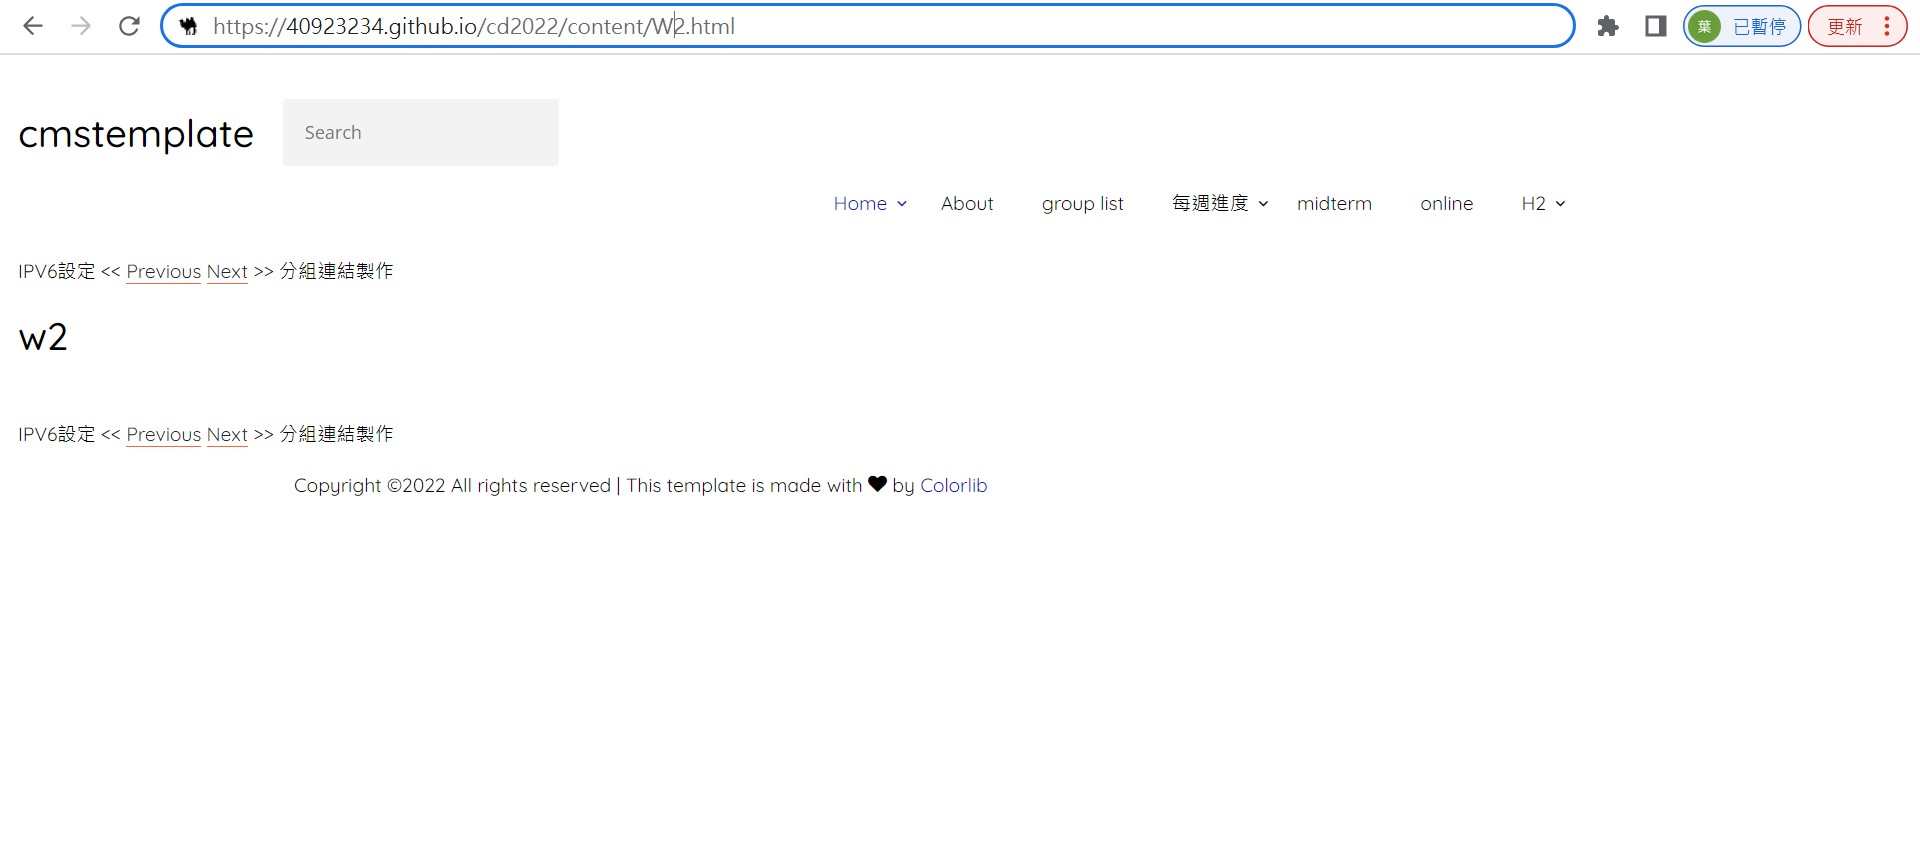 https://40923234.github.io/cd2022/content/W2.html
葉 已暫停 更新
cmstemplate Search
Home About group list 每週進度 midterm online H2
IPV6設定 << Previous Next >> 分組連結製作
w2
IPV6設定 << Previous Next >> 分組連結製作
Copyright ©2022 All rights reserved | This template is made with ♥ by Colorlib